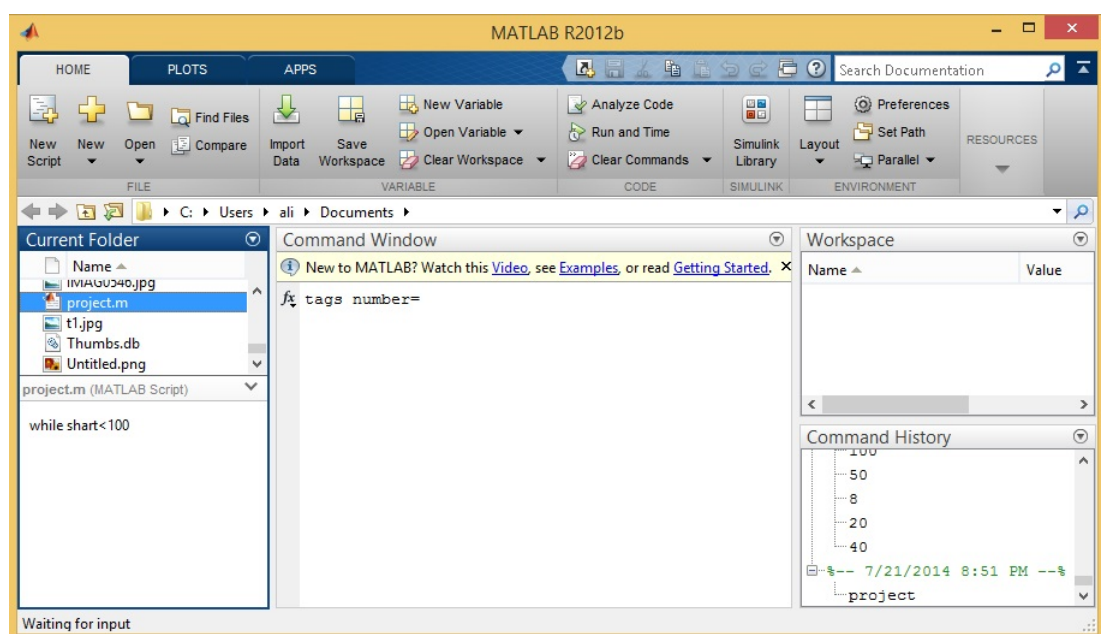 MATLAB R2012b
HOME PLOTS APPS Search Documentation
New Script New Open Find Files Compare Import Data Save Workspace New Variable Open Variable Clear Workspace Analyze Code Run and Time Clear Commands Simulink Library Layout Preferences Set Path Parallel RESOURCES
FILE VARIABLE CODE SIMULINK ENVIRONMENT
C: Users ali Documents
Current Folder
Name
IMAG0546.jpg
project.m
t1.jpg
Thumbs.db
Untitled.png
project.m (MATLAB Script)
while shart<100
Command Window
New to MATLAB? Watch this Video, see Examples, or read Getting Started.
fx tags number=
Workspace
Name Value
Command History
100
50
8
20
40
%-- 7/21/2014 8:51 PM --%
project
Waiting for input